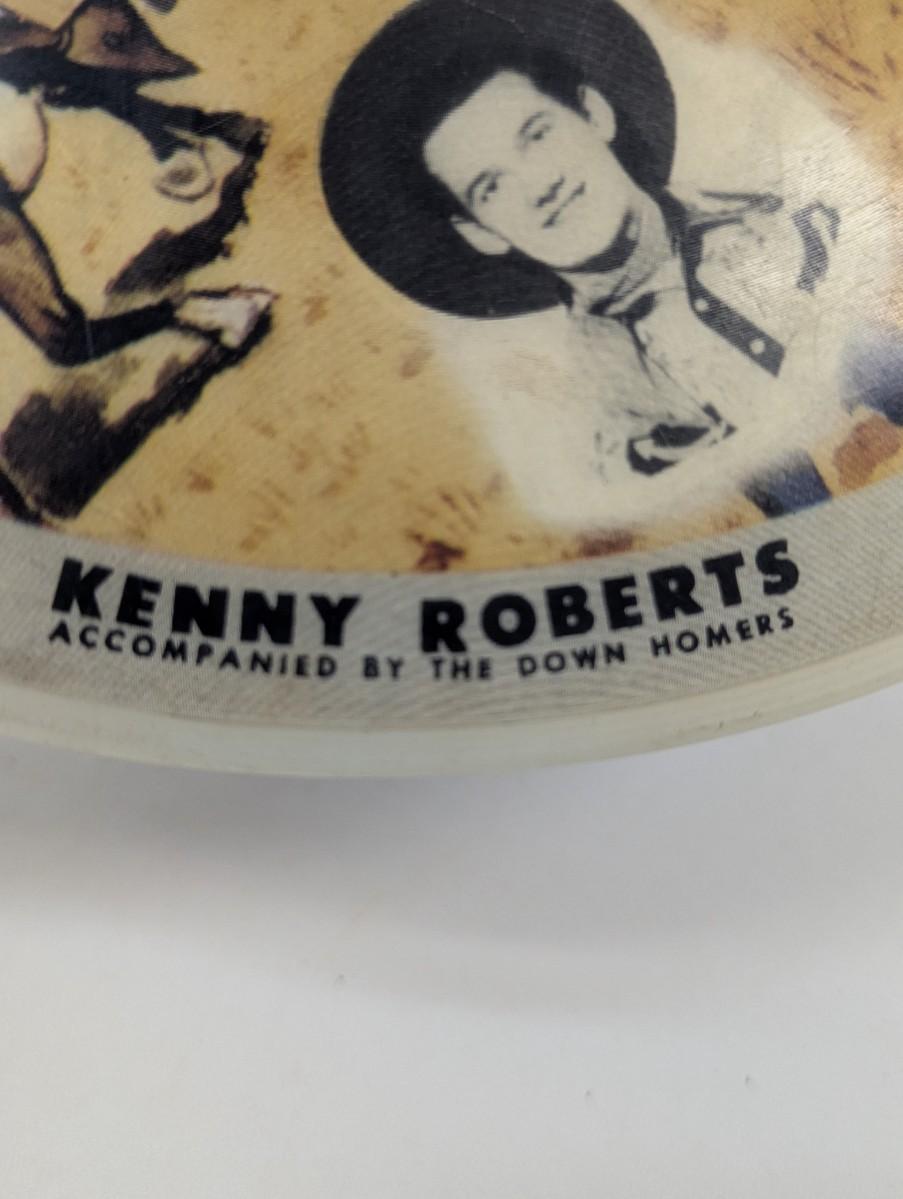 KENNY ROBERTS
ACCOMPANIED BY THE DOWN HOMERS